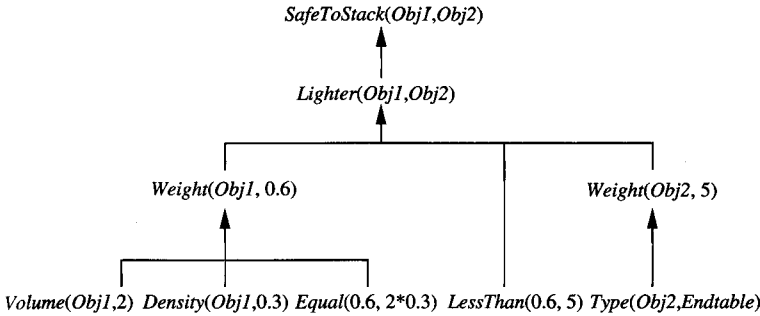 SafeToStack(Obj1,Obj2)
Lighter(Obj1,Obj2)
Weight(Obj1, 0.6) Weight(Obj2, 5)
Volume(Obj1,2) Density(Obj1,0.3) Equal(0.6, 2*0.3) LessThan(0.6, 5) Type(Obj2,Endtable)